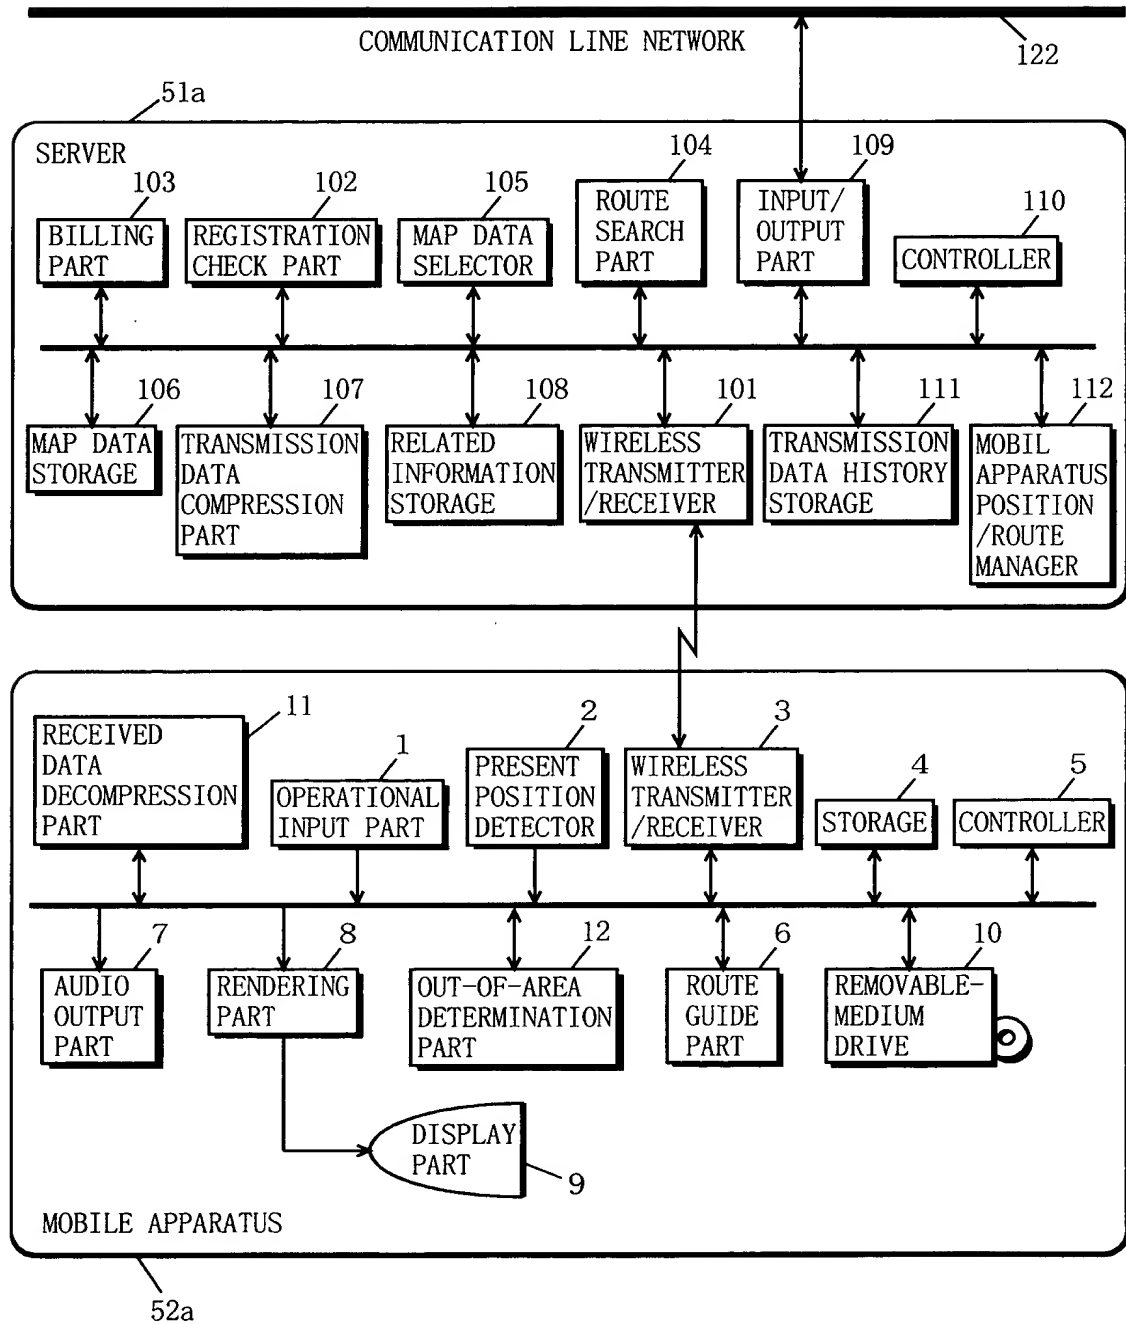 COMMUNICATION LINE NETWORK
122
51a
SERVER
103
102
105
104
109
110
BILLING
PART
REGISTRATION
CHECK PART
MAP DATA
SELECTOR
ROUTE
SEARCH
PART
INPUT/
OUTPUT
PART
CONTROLLER
106
107
108
101
111
112
MAP DATA
STORAGE
TRANSMISSION
DATA
COMPRESSION
PART
RELATED
INFORMATION
STORAGE
WIRELESS
TRANSMITTER
/RECEIVER
TRANSMISSION
DATA HISTORY
STORAGE
MOBIL
APPARATUS
POSITION
/ROUTE
MANAGER
11
1
2
3
4
5
RECEIVED
DATA
DECOMPRESSION
PART
OPERATIONAL
INPUT PART
PRESENT
POSITION
DETECTOR
WIRELESS
TRANSMITTER
/RECEIVER
STORAGE
CONTROLLER
7
8
12
6
10
AUDIO
OUTPUT
PART
RENDERING
PART
OUT-OF-AREA
DETERMINATION
PART
ROUTE
GUIDE
PART
REMOVABLE-
MEDIUM
DRIVE
DISPLAY
PART
9
MOBILE APPARATUS
52a